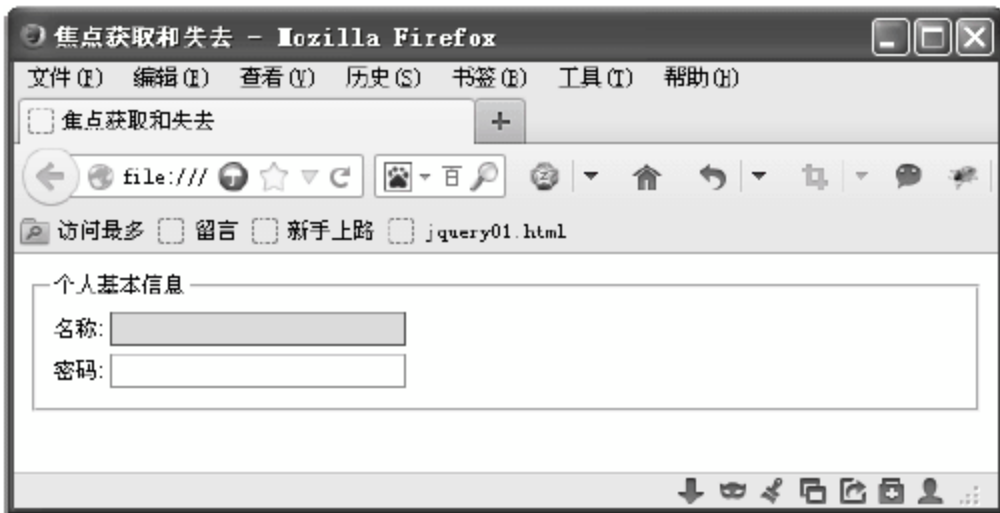 焦点获取和失去 - Mozilla Firefox
文件(F) 编辑(E) 查看(V) 历史(S) 书签(B) 工具(T) 帮助(H)
焦点获取和失去 +
file:/// 百
访问最多 留言 新手上路 jquery01.html
个人基本信息
名称:
密码: